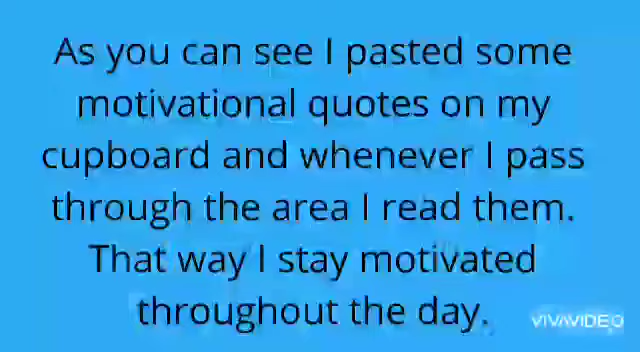 As you can see I pasted some
motivational quotes on my
cupboard and whenever I pass
through the area I read them.
That way I stay motivated
throughout the day.
VIVAVIDEO